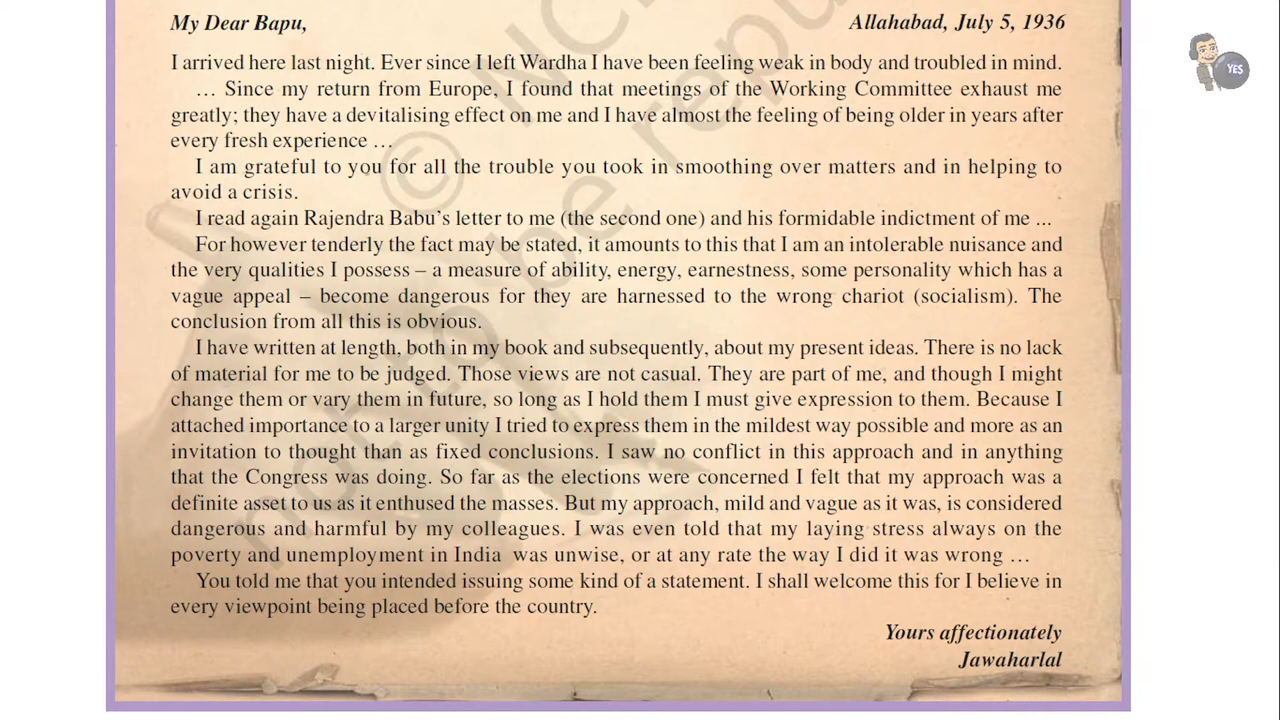 My Dear Bapu, Allahabad, July 5, 1936
I arrived here last night. Ever since I left Wardha I have been feeling weak in body and troubled in mind.
… Since my return from Europe, I found that meetings of the Working Committee exhaust me
greatly; they have a devitalising effect on me and I have almost the feeling of being older in years after
every fresh experience …
I am grateful to you for all the trouble you took in smoothing over matters and in helping to
avoid a crisis.
I read again Rajendra Babu's letter to me (the second one) and his formidable indictment of me ...
For however tenderly the fact may be stated, it amounts to this that I am an intolerable nuisance and
the very qualities I possess – a measure of ability, energy, earnestness, some personality which has a
vague appeal – become dangerous for they are harnessed to the wrong chariot (socialism). The
conclusion from all this is obvious.
I have written at length, both in my book and subsequently, about my present ideas. There is no lack
of material for me to be judged. Those views are not casual. They are part of me, and though I might
change them or vary them in future, so long as I hold them I must give expression to them. Because I
attached importance to a larger unity I tried to express them in the mildest way possible and more as an
invitation to thought than as fixed conclusions. I saw no conflict in this approach and in anything
that the Congress was doing. So far as the elections were concerned I felt that my approach was a
definite asset to us as it enthused the masses. But my approach, mild and vague as it was, is considered
dangerous and harmful by my colleagues. I was even told that my laying stress always on the
poverty and unemployment in India was unwise, or at any rate the way I did it was wrong …
You told me that you intended issuing some kind of a statement. I shall welcome this for I believe in
every viewpoint being placed before the country.
Yours affectionately
Jawaharlal
YES
© NC
not to be repu